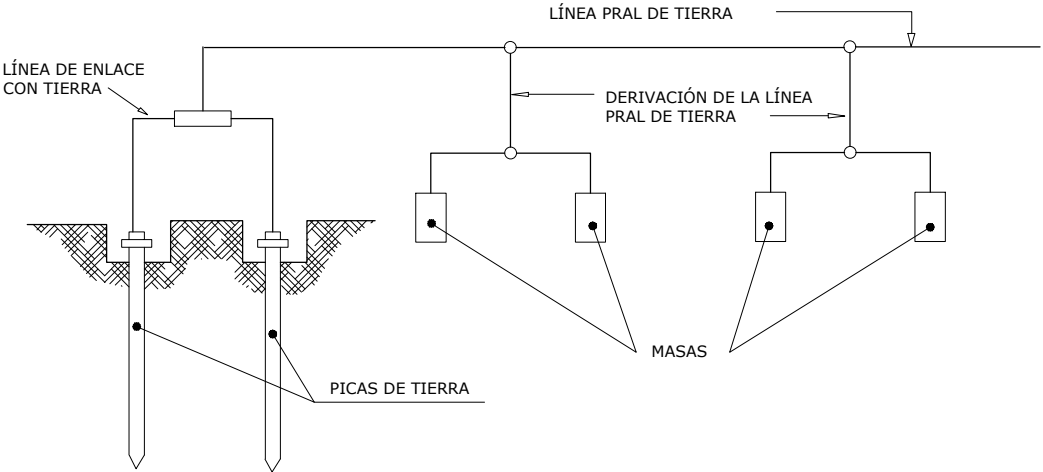 LÍNEA PRAL DE TIERRA
LÍNEA DE ENLACE
CON TIERRA
DERIVACIÓN DE LA LÍNEA
PRAL DE TIERRA
MASAS
PICAS DE TIERRA